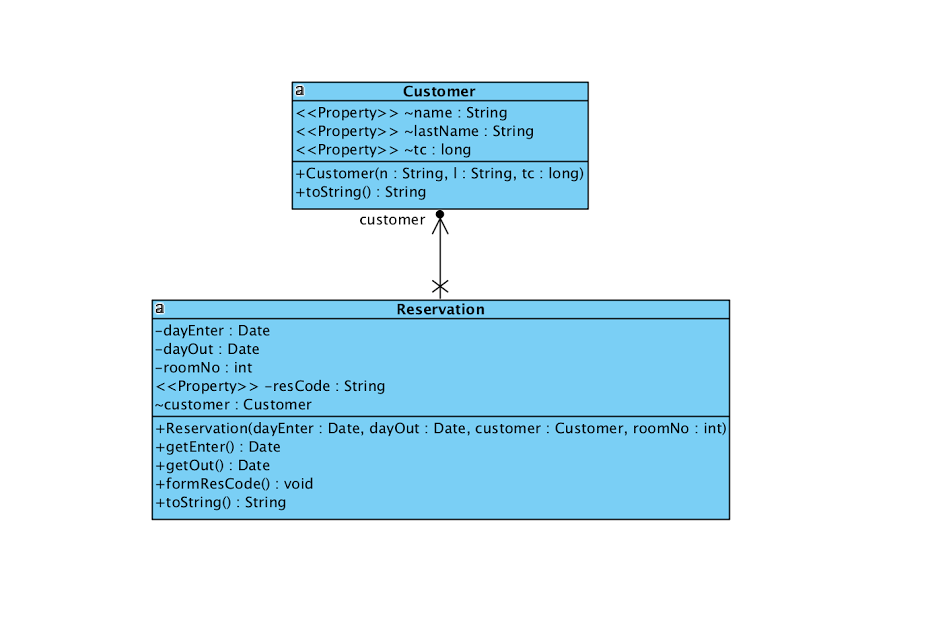 a
Customer
<<Property>> ~name : String
<<Property>> ~lastName : String
<<Property>> ~tc : long
+Customer(n : String, l : String, tc : long)
+toString() : String
customer
a
Reservation
-dayEnter : Date
-dayOut : Date
-roomNo : int
<<Property>> -resCode : String
~customer : Customer
+Reservation(dayEnter : Date, dayOut : Date, customer : Customer, roomNo : int)
+getEnter() : Date
+getOut() : Date
+formResCode() : void
+toString() : String